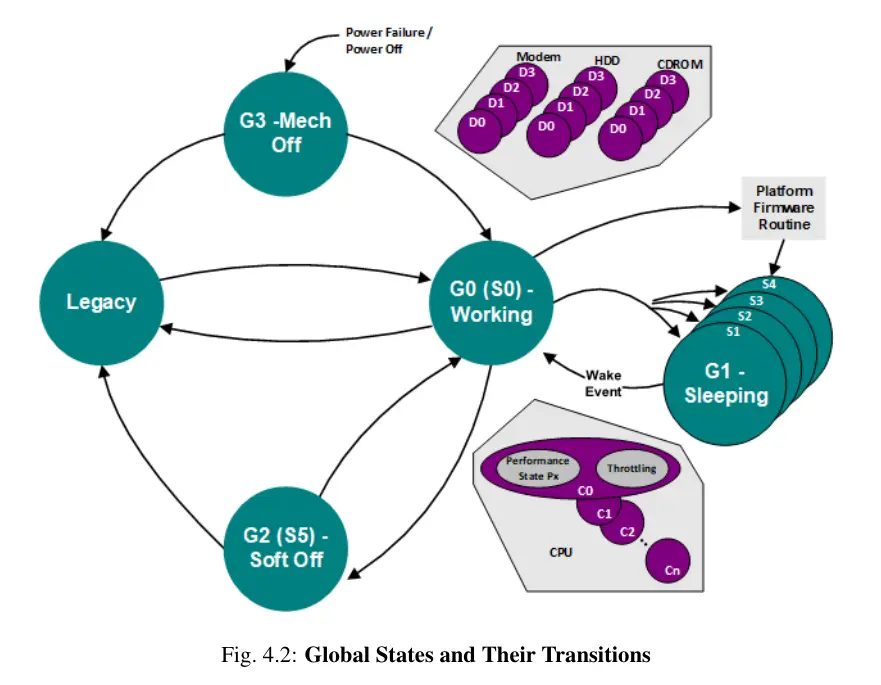 Power Failure /
Power Off
G3 -Mech
Off
Modem
D3
D2
D1
D0
HDD
D3
D2
D1
D0
CDROM
D3
D2
D1
D0
Platform
Firmware
Routine
Legacy
G0 (S0) -
Working
S4
S3
S2
S1
G1 -
Sleeping
Wake
Event
Performance
State Px
Throttling
C0
C1
C2
Cn
CPU
G2 (S5) -
Soft Off
Fig. 4.2: Global States and Their Transitions